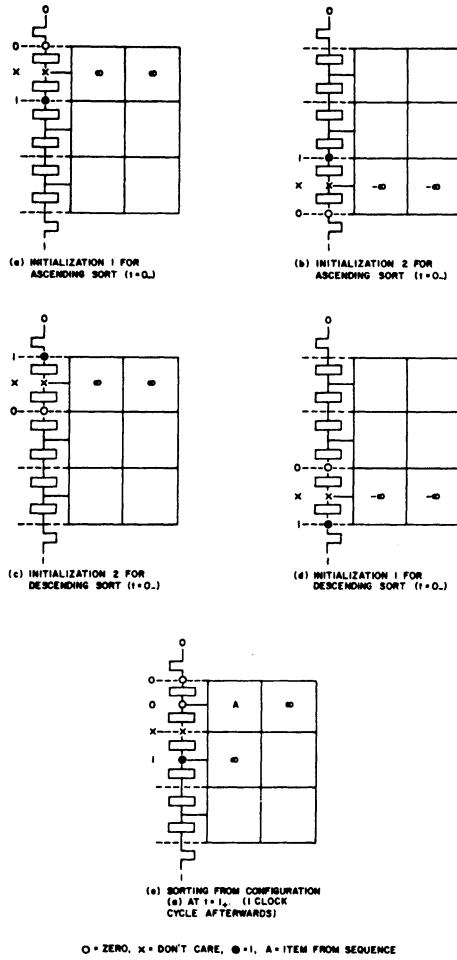 0
0
X
1
∞ ∞
(a) INITIALIZATION 1 FOR
ASCENDING SORT (t=0_)
0
1
X
0
-∞ -∞
(b) INITIALIZATION 2 FOR
ASCENDING SORT (t=0_)
0
1
X
0
∞ ∞
(c) INITIALIZATION 2 FOR
DESCENDING SORT (t=0_)
0
0
X
1
-∞ -∞
(d) INITIALIZATION 1 FOR
DESCENDING SORT (t=0_)
0
0
0 A ∞
X
1 ∞
(e) SORTING FROM CONFIGURATION
(a) AT t=1+. (1 CLOCK
CYCLE AFTERWARDS)
O = ZERO, X = DON'T CARE, ● = 1, A = ITEM FROM SEQUENCE